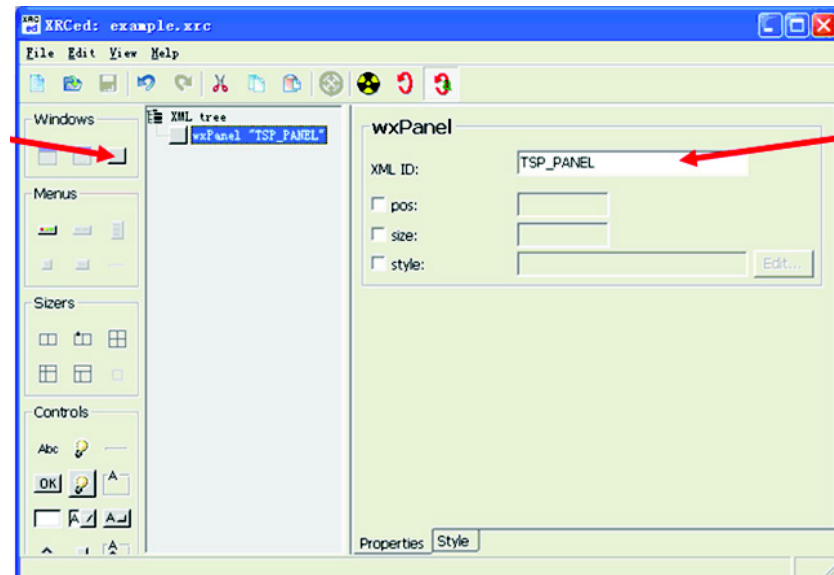 XRCed: example.xrc
File Edit View Help
Windows
Menus
Sizers
Controls
Abc
OK
XML tree
wxPanel "TSP_PANEL"
wxPanel
XML ID:
TSP_PANEL
pos:
size:
style:
Edit...
Properties
Style